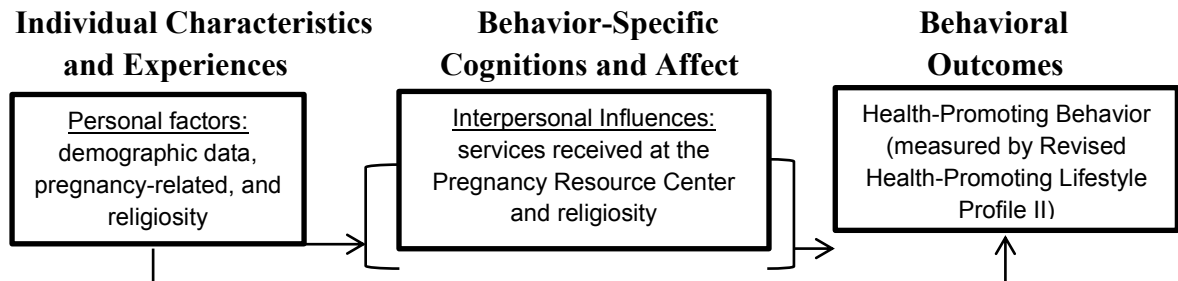 Individual Characteristics
and Experiences
Personal factors:
demographic data,
pregnancy-related, and
religiosity
Behavior-Specific
Cognitions and Affect
Interpersonal Influences:
services received at the
Pregnancy Resource Center
and religiosity
Behavioral
Outcomes
Health-Promoting Behavior
(measured by Revised
Health-Promoting Lifestyle
Profile II)